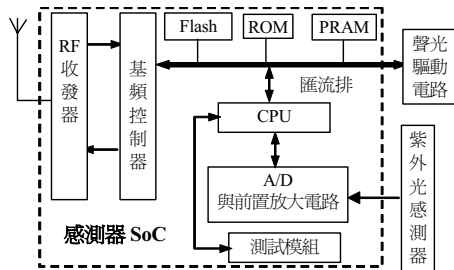 Flash
ROM
PRAM
RF
收發器
基頻控制器
匯流排
聲光驅動電路
CPU
A/D
與前置放大電路
紫外光感測器
感測器 SoC
測試模組